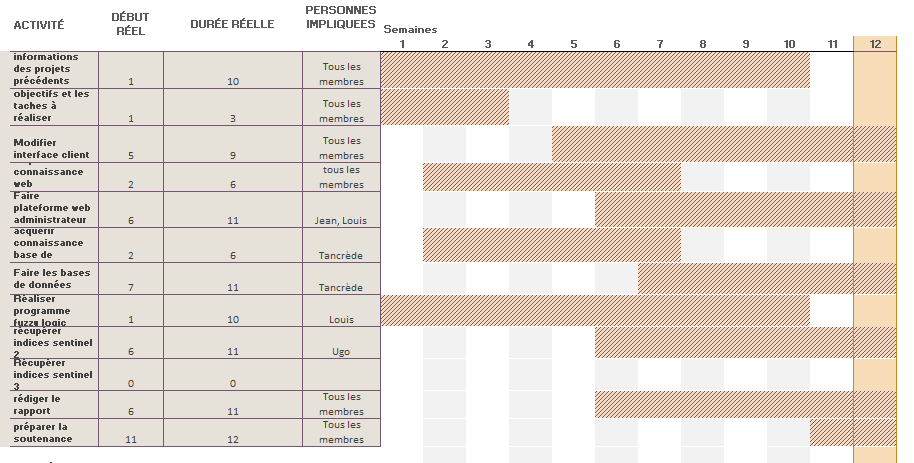 ACTIVITÉ
DÉBUT
RÉEL
DURÉE RÉELLE
PERSONNES
IMPLIQUEES
Semaines
1 2 3 4 5 6 7 8 9 10 11 12
informations
des projets
précédents
1
10
Tous les
membres
objectifs et les
taches à
réaliser
1
3
Tous les
membres
Modifier
interface client
5
9
Tous les
membres
connaissance
web
2
6
tous les
membres
Faire
plateforme web
administrateur
6
11
Jean, Louis
acquérir
connaissance
base de
2
6
Tancrède
Faire les bases
de données
7
11
Tancrède
Réaliser
programme
fuzzy logic
1
10
Louis
récupérer
indices sentinel
2
6
11
Ugo
Récupérer
indices sentinel
3
0
0
rédiger le
rapport
6
11
Tous les
membres
préparer la
soutenance
11
12
Tous les
membres